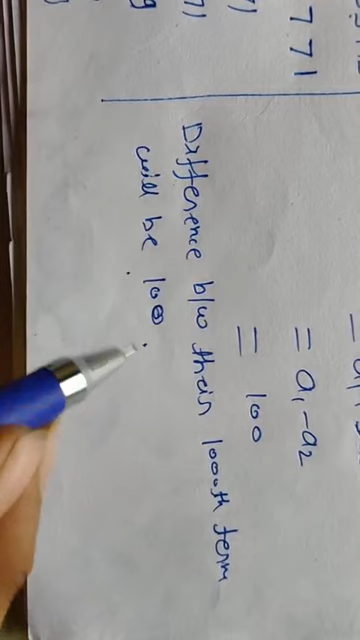 771
= a₁ - a₂
= 100
Difference b/w their 1000th term
will be 100.